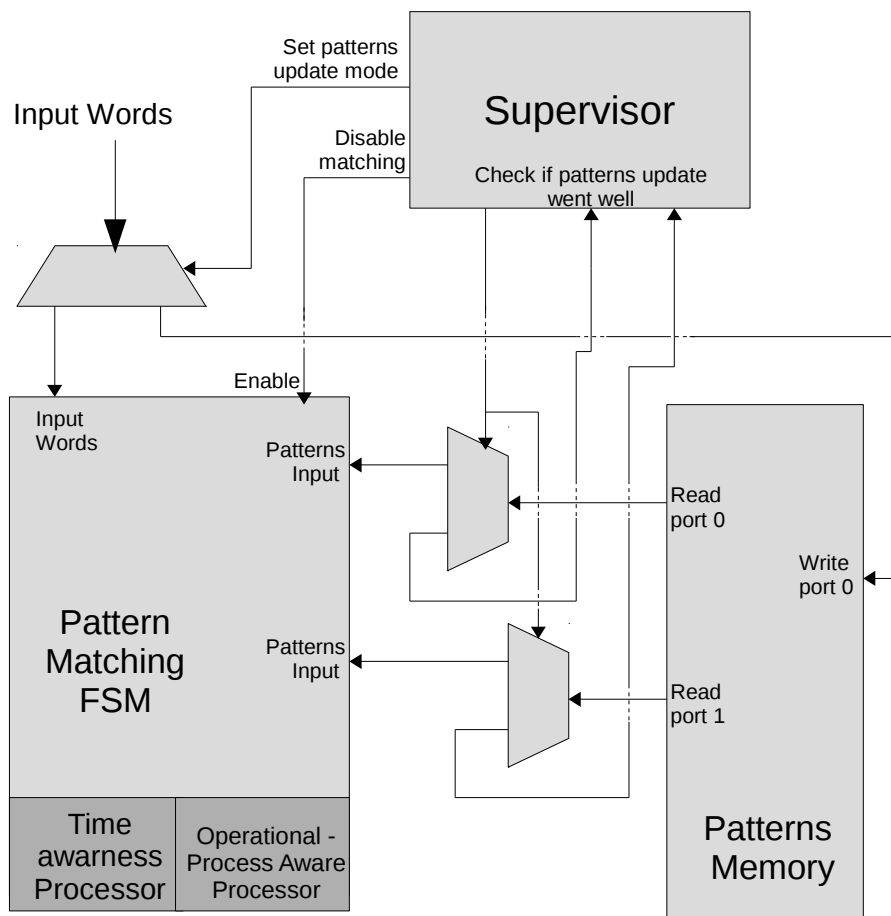 Set patterns
update mode
Supervisor
Input Words
Disable
matching
Check if patterns update
went well
Enable
Input
Words
Patterns
Input
Read
port 0
Write
port 0
Pattern
Matching
FSM
Patterns
Input
Read
port 1
Time
awarness
Processor
Operational -
Process Aware
Processor
Patterns
Memory